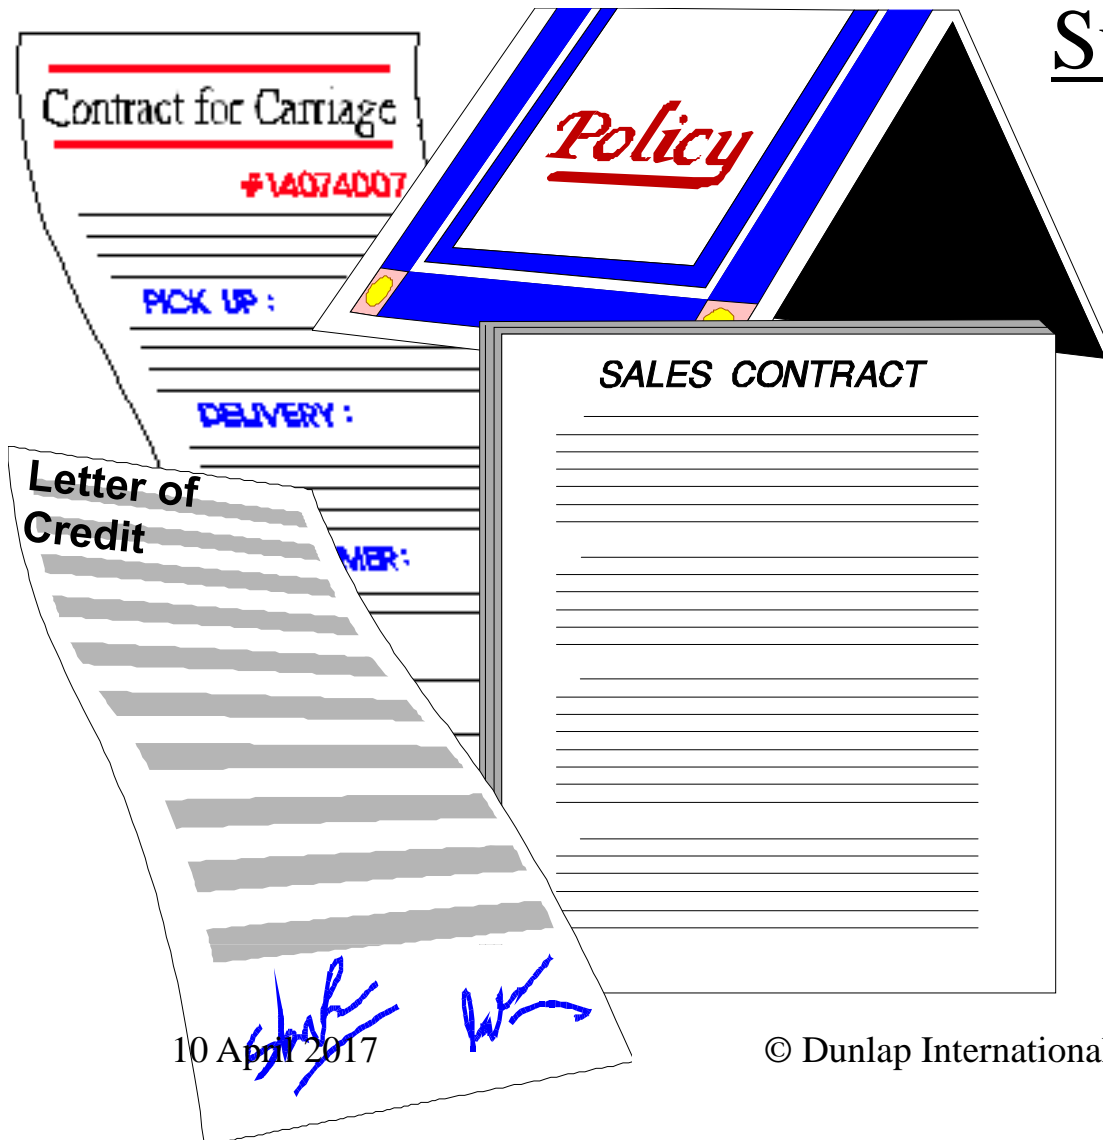 Contract for Carriage
#14074007
PICK UP :
DELIVERY :
Policy
SALES CONTRACT
Letter of
Credit
10 April 2017
© Dunlap International